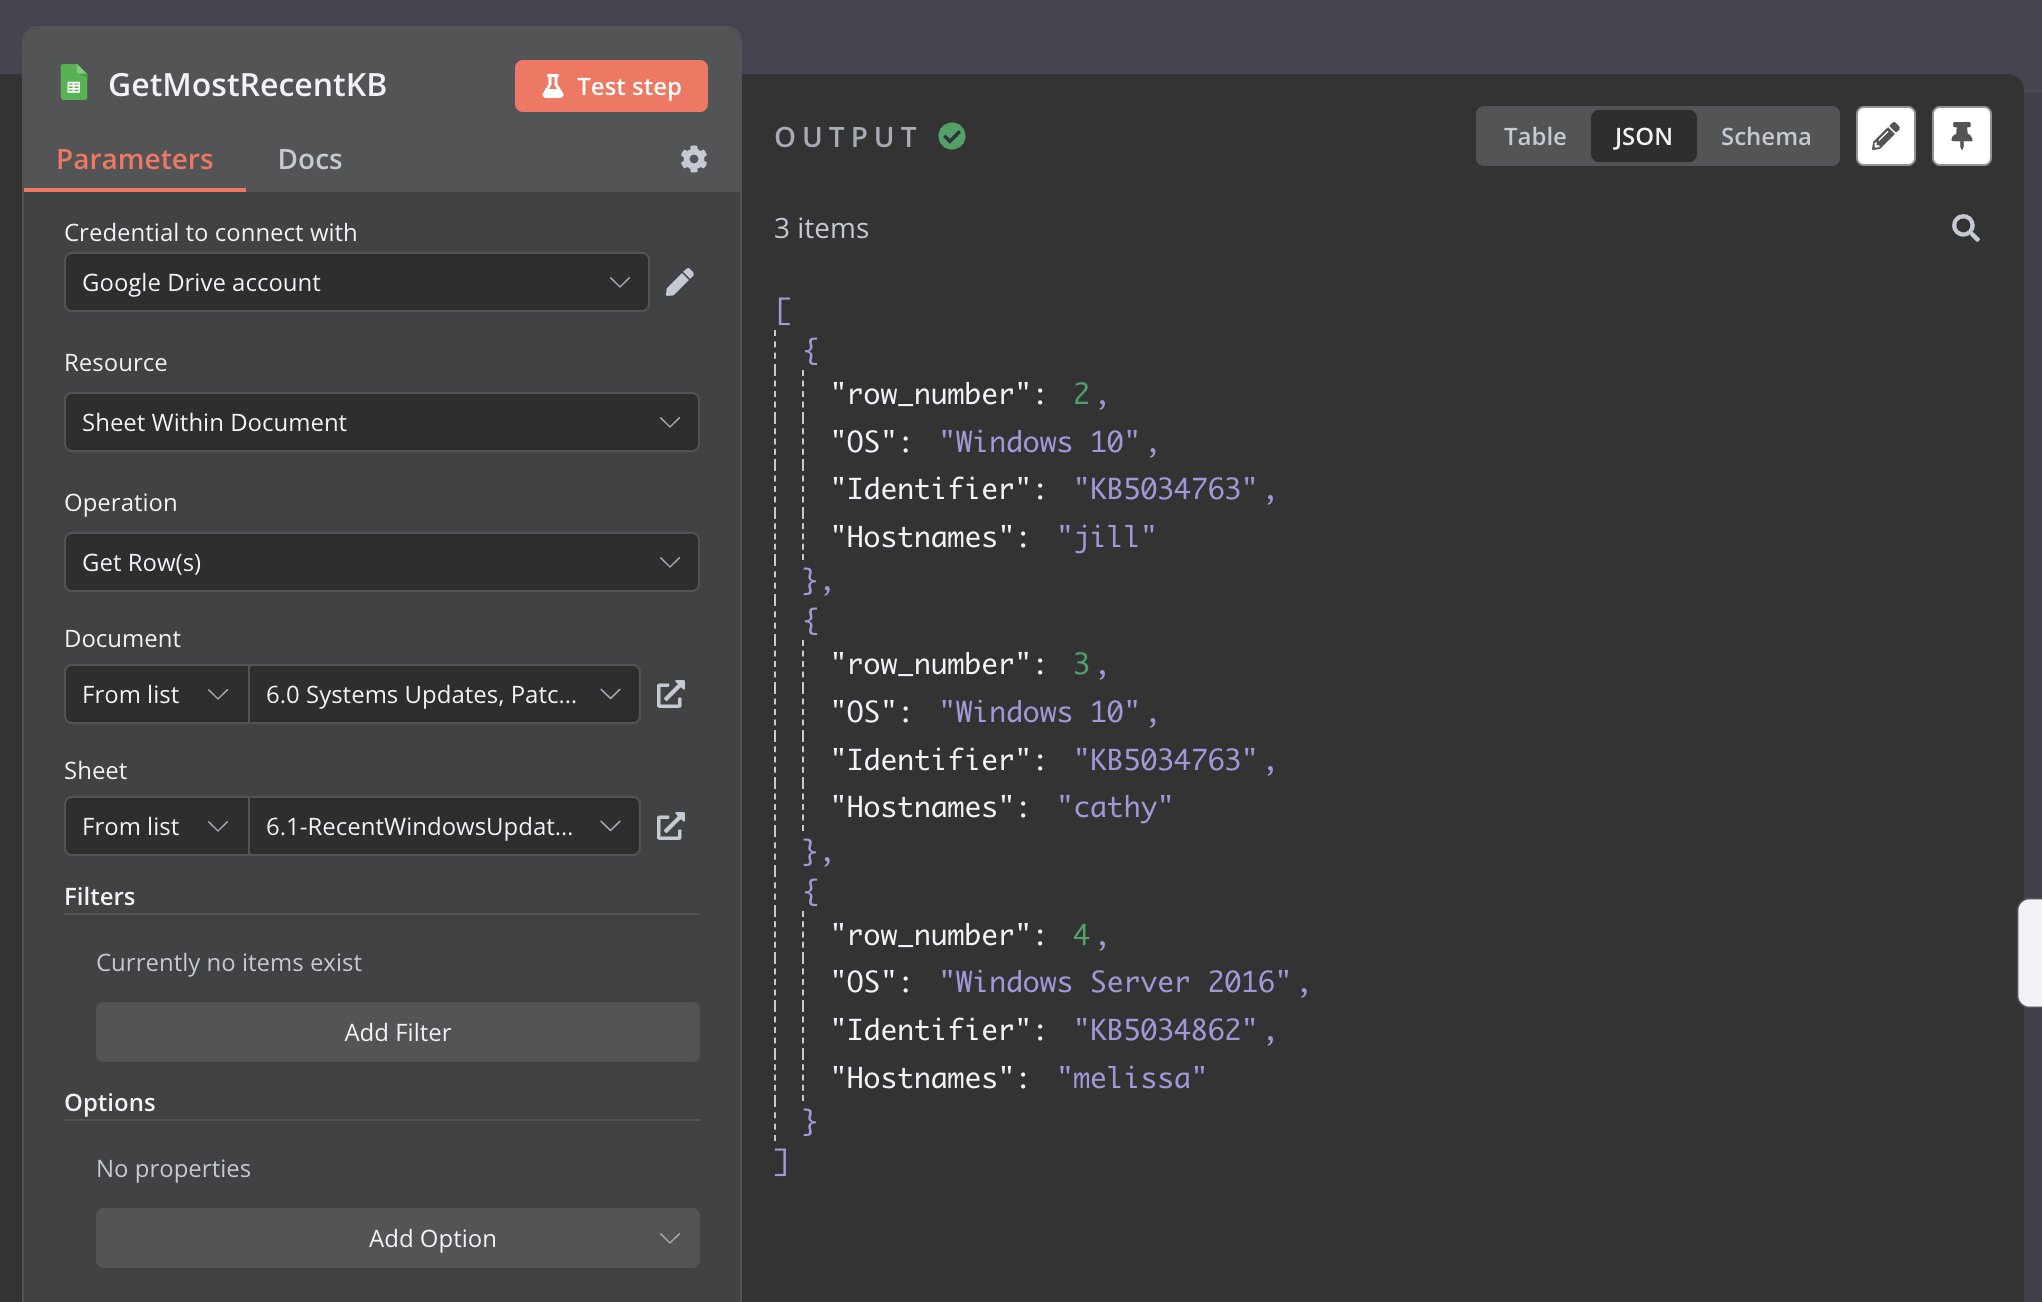 GetMostRecentKB
Test step
Parameters
Docs
Credential to connect with
Google Drive account
Resource
Sheet Within Document
Operation
Get Row(s)
Document
From list
6.0 Systems Updates, Patc...
Sheet
From list
6.1-RecentWindowsUpdat...
Filters
Currently no items exist
Add Filter
Options
No properties
Add Option
OUTPUT
Table
JSON
Schema
3 items
[
{
"row_number": 2,
"OS": "Windows 10",
"Identifier": "KB5034763",
"Hostnames": "jill"
},
{
"row_number": 3,
"OS": "Windows 10",
"Identifier": "KB5034763",
"Hostnames": "cathy"
},
{
"row_number": 4,
"OS": "Windows Server 2016",
"Identifier": "KB5034862",
"Hostnames": "melissa"
}
]